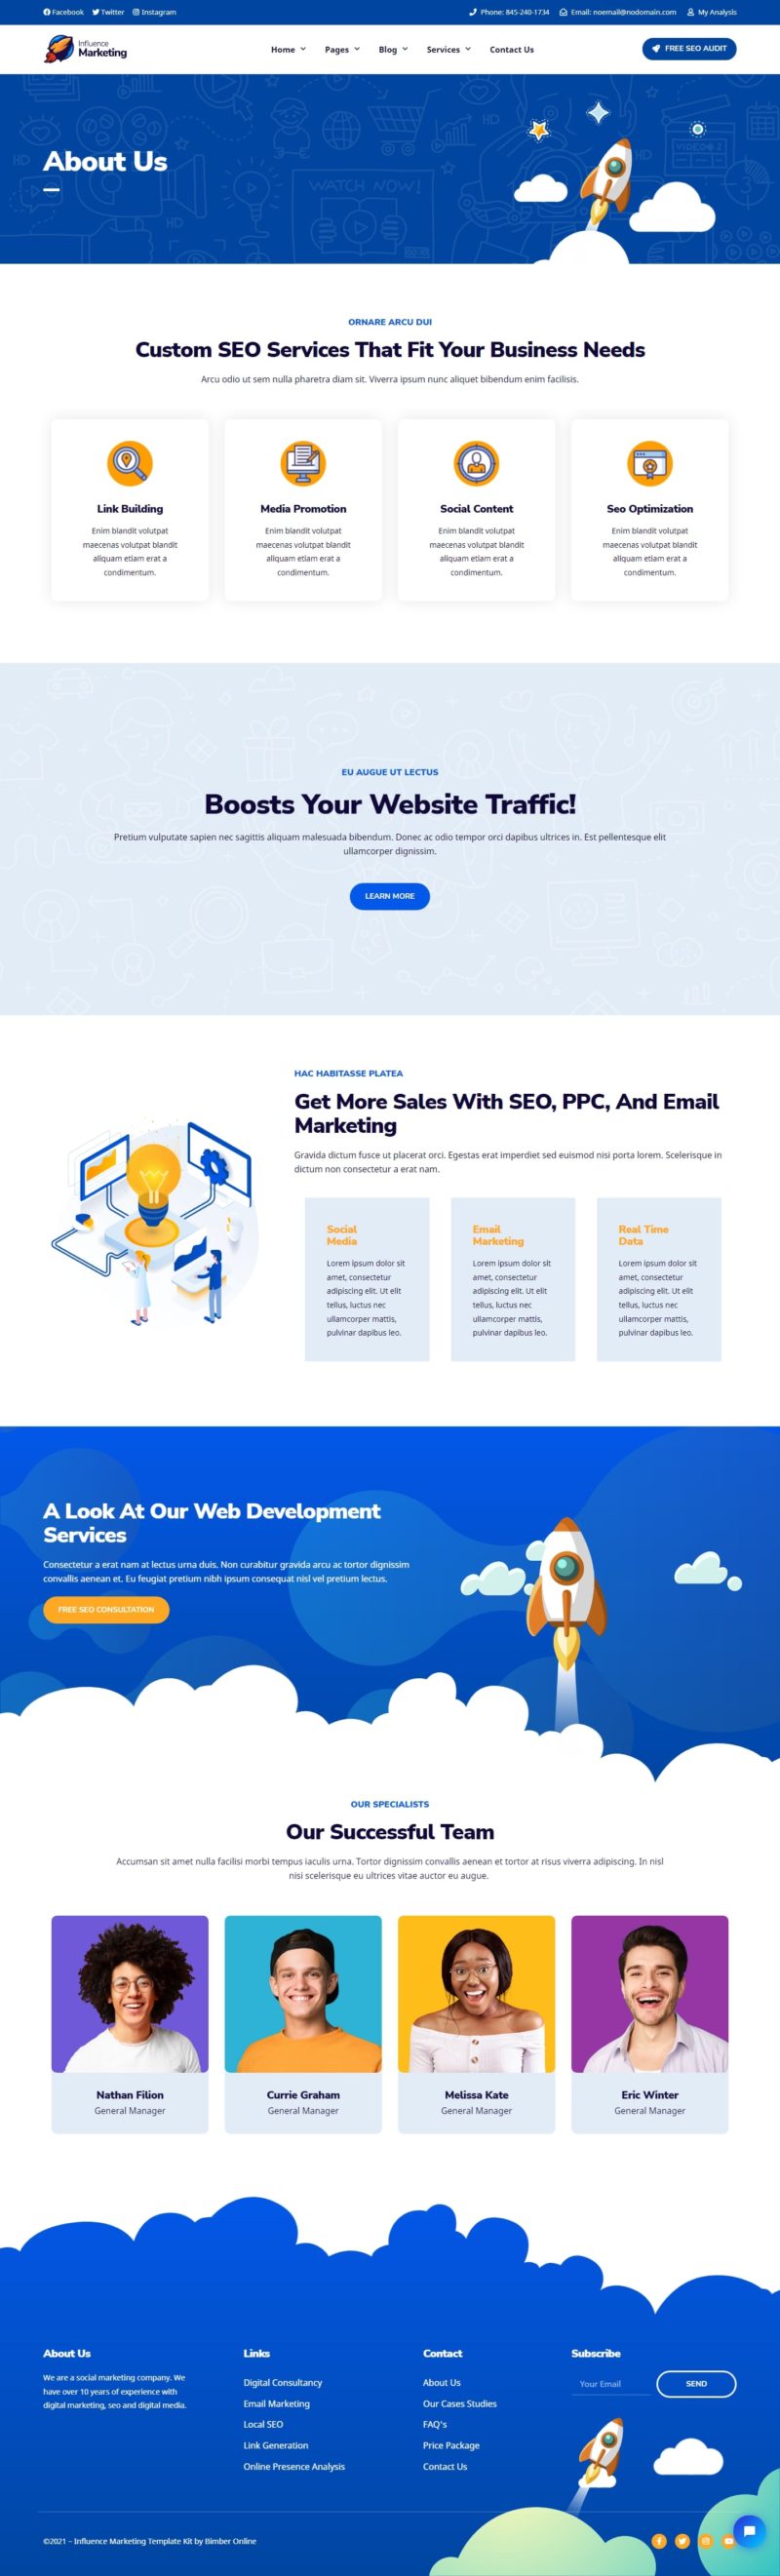 Facebook Twitter Instagram
Phone: 845-240-1734 Email: noemail@nodomain.com My Analysis
Influence
Marketing
Home Pages Blog Services Contact Us
FREE SEO AUDIT
About Us
WATCH NOW!
HD
HD
HD
HD
VIDEO 2
ORNARE ARCU DUI
Custom SEO Services That Fit Your Business Needs
Arcu odio ut sem nulla pharetra diam sit. Viverra ipsum nunc aliquet bibendum enim facilisis.
Link Building
Enim blandit volutpat
maecenas volutpat blandit
aliquam etiam erat a
condimentum.
Media Promotion
Enim blandit volutpat
maecenas volutpat blandit
aliquam etiam erat a
condimentum.
Social Content
Enim blandit volutpat
maecenas volutpat blandit
aliquam etiam erat a
condimentum.
Seo Optimization
Enim blandit volutpat
maecenas volutpat blandit
aliquam etiam erat a
condimentum.
EU AUGUE UT LECTUS
Boosts Your Website Traffic!
Pretium vulputate sapien nec sagittis aliquam malesuada bibendum. Donec ac odio tempor orci dapibus ultrices in. Est pellentesque elit
ullamcorper dignissim.
LEARN MORE
HAC HABITASSE PLATEA
Get More Sales With SEO, PPC, And Email
Marketing
Gravida dictum fusce ut placerat orci. Egestas erat imperdiet sed euismod nisi porta lorem. Scelerisque in
dictum non consectetur a erat nam.
Social
Media
Lorem ipsum dolor sit
amet, consectetur
adipiscing elit. Ut elit
tellus, luctus nec
ullamcorper mattis,
pulvinar dapibus leo.
Email
Marketing
Lorem ipsum dolor sit
amet, consectetur
adipiscing elit. Ut elit
tellus, luctus nec
ullamcorper mattis,
pulvinar dapibus leo.
Real Time
Data
Lorem ipsum dolor sit
amet, consectetur
adipiscing elit. Ut elit
tellus, luctus nec
ullamcorper mattis,
pulvinar dapibus leo.
A Look At Our Web Development
Services
Consectetur a erat nam at lectus urna duis. Non curabitur gravida arcu ac tortor dignissim
convallis aenean et. Eu feugiat pretium nibh ipsum consequat nisl vel pretium lectus.
FREE SEO CONSULTATION
OUR SPECIALISTS
Our Successful Team
Accumsan sit amet nulla facilisi morbi tempus iaculis urna. Tortor dignissim convallis aenean et tortor at risus viverra adipiscing. In nisl
nisi scelerisque eu ultrices vitae auctor eu augue.
Nathan Filion
General Manager
Currie Graham
General Manager
Melissa Kate
General Manager
Eric Winter
General Manager
About Us
We are a social marketing company. We
have over 10 years of experience with
digital marketing, seo and digital media.
Links
Digital Consultancy
Email Marketing
Local SEO
Link Generation
Online Presence Analysis
Contact
About Us
Our Cases Studies
FAQ's
Price Package
Contact Us
Subscribe
Your Email
SEND
©2021 – Influence Marketing Template Kit by Bimber Online